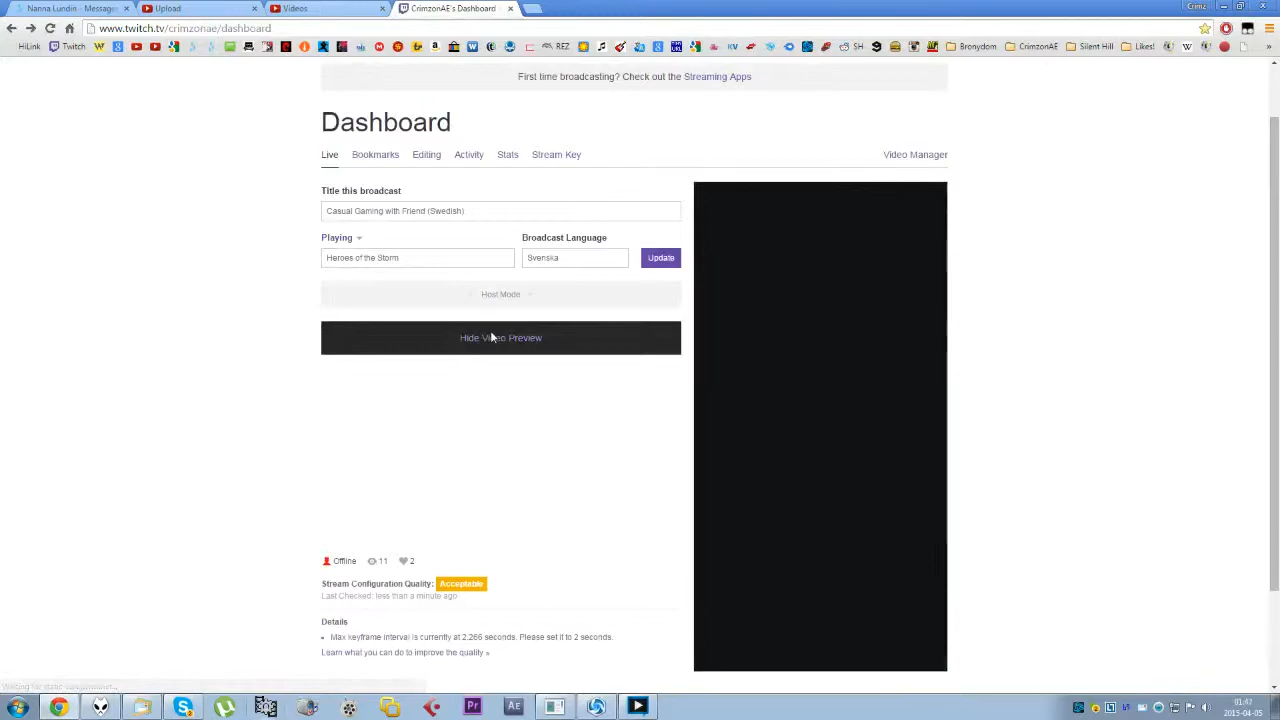 Nanna Lundin - Message
Upload
Videos
CrimzonAE's Dashboard
Crimz
www.twitch.tv/crimzonae/dashboard
HiLink
Twitch
REZ
KV
SH
Bronydom
CrimzonAE
Silent Hill
Likes!
First time broadcasting? Check out the Streaming Apps
Dashboard
Live
Bookmarks
Editing
Activity
Stats
Stream Key
Video Manager
Title this broadcast
Casual Gaming with Friend (Swedish)
Playing
Broadcast Language
Heroes of the Storm
Svenska
Update
Host Mode
Hide Video Preview
Offline
11
2
Stream Configuration Quality: Acceptable
Last Checked: less than a minute ago
Details
Max keyframe interval is currently at 2.266 seconds. Please set it to 2 seconds.
Learn what you can do to improve the quality »
Pr
Ae
01:47
2015-04-05